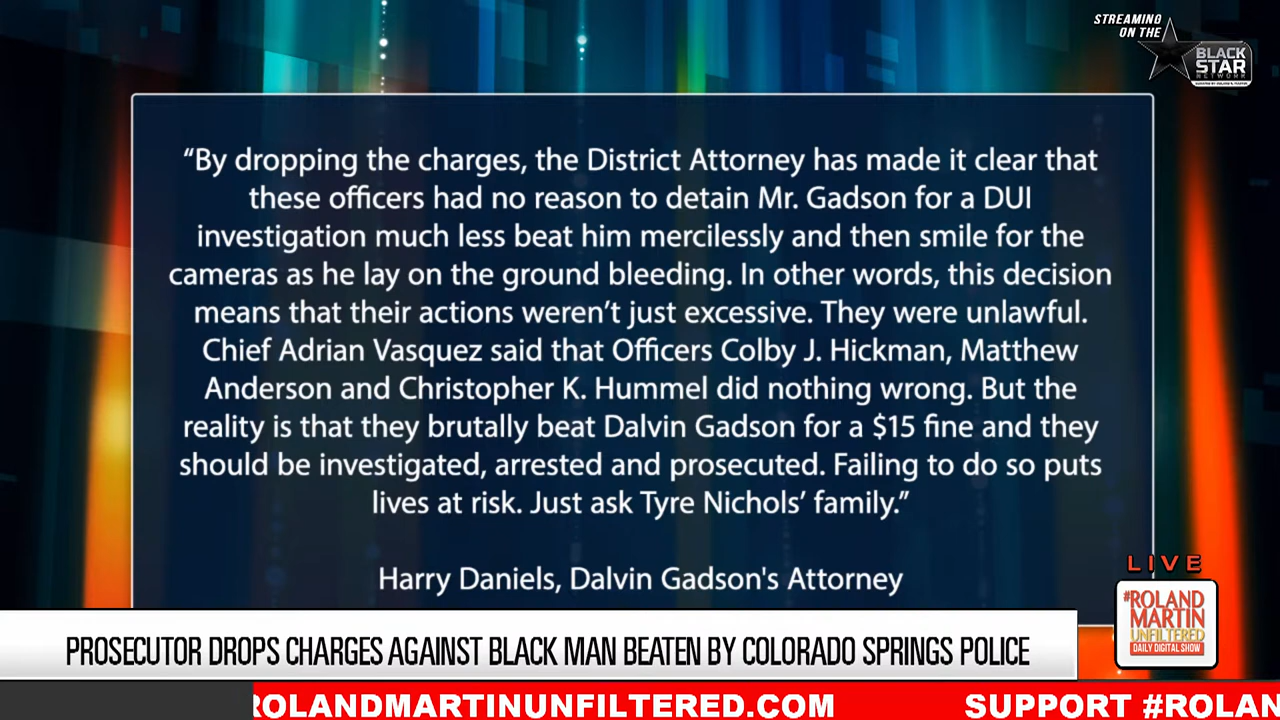 STREAMING
ON THE
BLACK
STAR
NETWORK
“By dropping the charges, the District Attorney has made it clear that
these officers had no reason to detain Mr. Gadson for a DUI
investigation much less beat him mercilessly and then smile for the
cameras as he lay on the ground bleeding. In other words, this decision
means that their actions weren’t just excessive. They were unlawful.
Chief Adrian Vasquez said that Officers Colby J. Hickman, Matthew
Anderson and Christopher K. Hummel did nothing wrong. But the
reality is that they brutally beat Dalvin Gadson for a $15 fine and they
should be investigated, arrested and prosecuted. Failing to do so puts
lives at risk. Just ask Tyre Nichols’ family.”
Harry Daniels, Dalvin Gadson's Attorney
LIVE
#ROLAND
MARTIN
UNFILTERED
DAILY DIGITAL SHOW
PROSECUTOR DROPS CHARGES AGAINST BLACK MAN BEATEN BY COLORADO SPRINGS POLICE
ROLANDMARTINUNFILTERED.COM SUPPORT #ROLAN